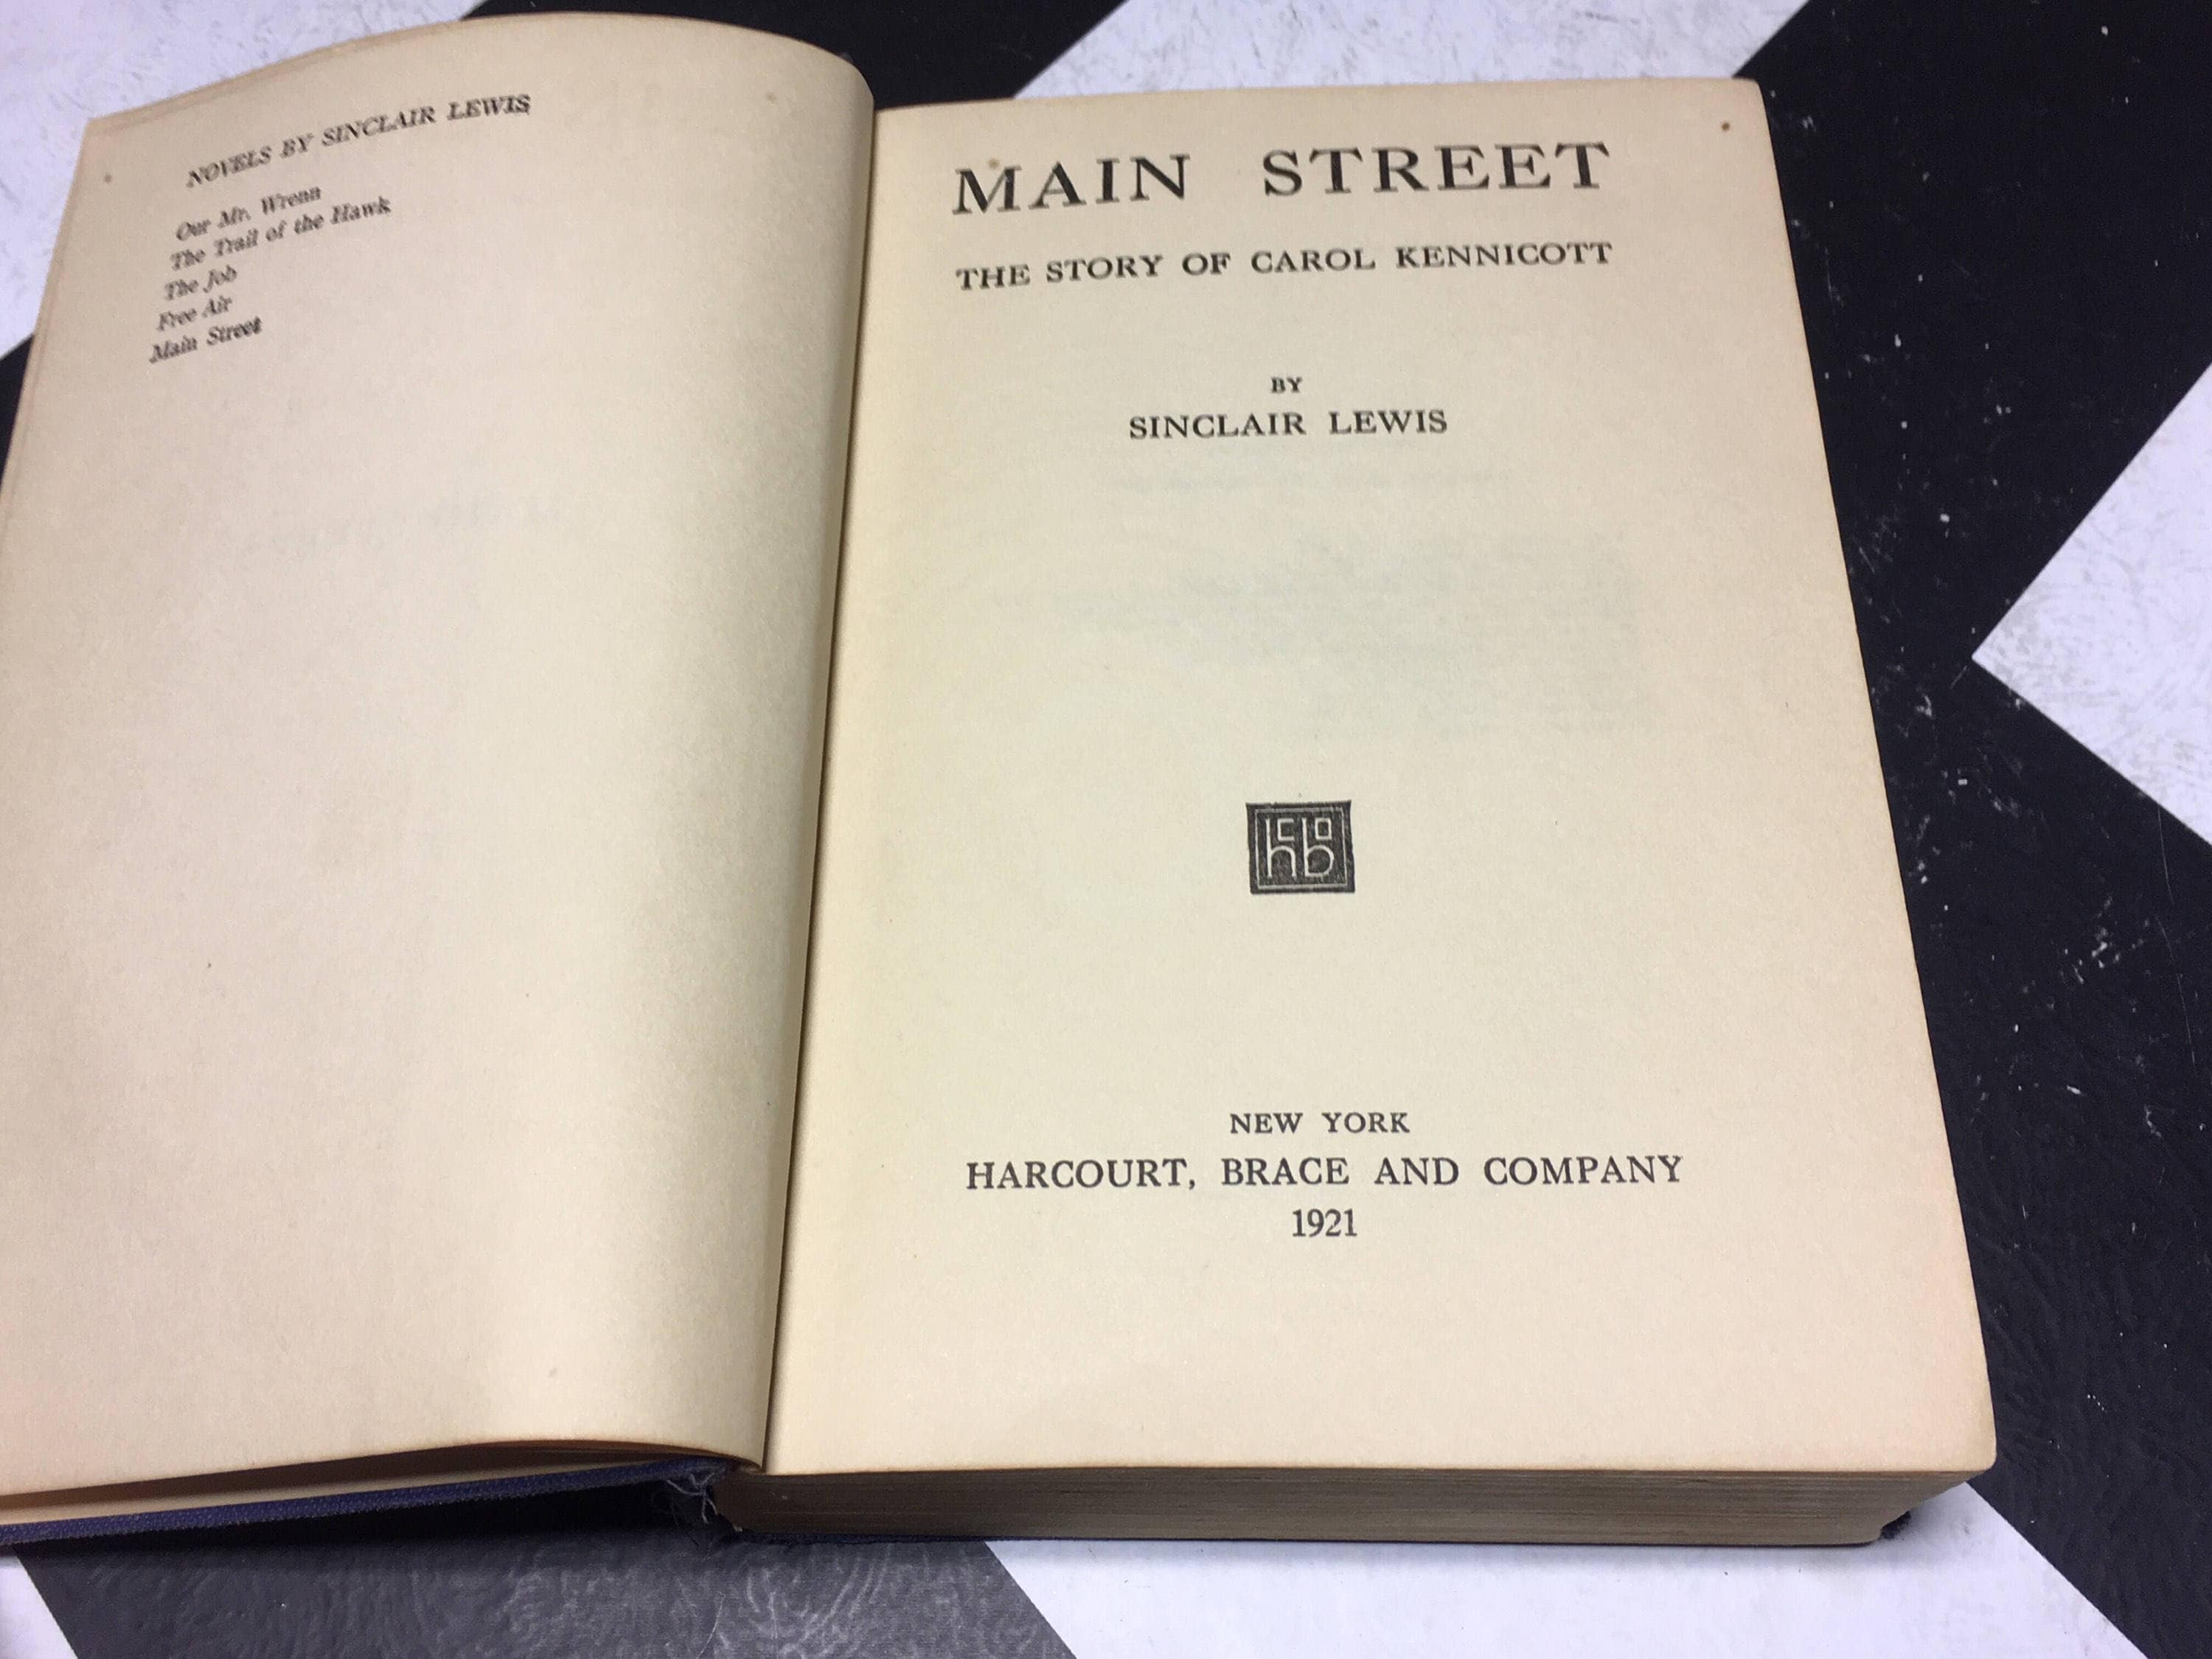 NOVELS BY SINCLAIR LEWIS
Our Mr. Wrenn
The Trail of the Hawk
The Job
Free Air
Main Street
MAIN STREET
THE STORY OF CAROL KENNICOTT
BY
SINCLAIR LEWIS
hcbo
NEW YORK
HARCOURT, BRACE AND COMPANY
1921